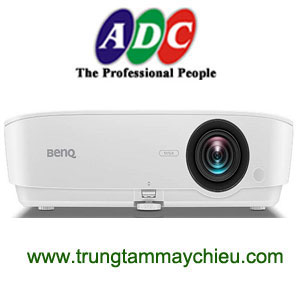 ADC
The Professional People
BenQ
www.trungtammaychieu.com